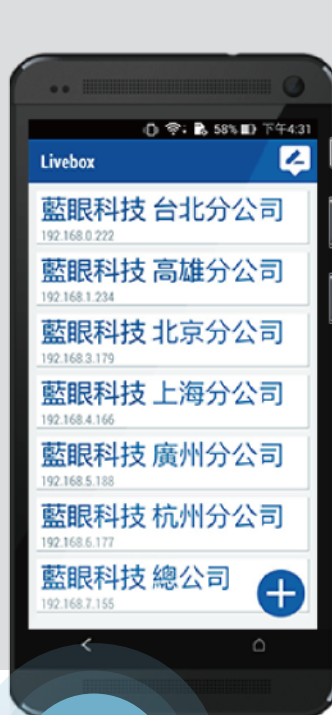 58% 下午4:31
Livebox
藍眼科技 台北分公司
192.168.0.222
藍眼科技 高雄分公司
192.168.1.234
藍眼科技 北京分公司
192.168.3.179
藍眼科技 上海分公司
192.168.4.166
藍眼科技 廣州分公司
192.168.5.188
藍眼科技 杭州分公司
192.168.6.177
藍眼科技 總公司
192.168.7.155